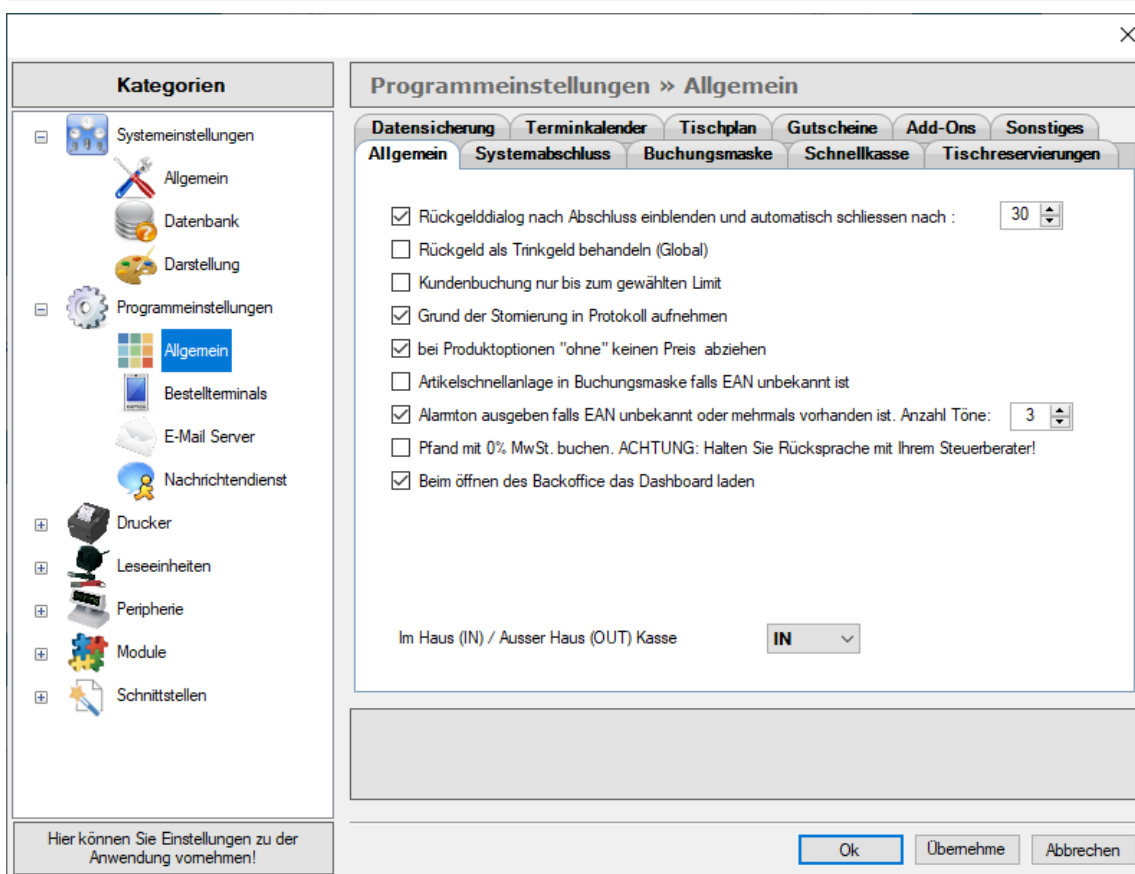 Kategorien
Systemeinstellungen
Allgemein
Datenbank
Darstellung
Programmeinstellungen
Allgemein
Bestellterminals
E-Mail Server
Nachrichtendienst
Drucker
Leseeinheiten
Peripherie
Module
Schnittstellen
Hier können Sie Einstellungen zu der
Anwendung vornehmen!
Programmeinstellungen » Allgemein
Datensicherung Terminkalender Tischplan Gutscheine Add-Ons Sonstiges
Allgemein Systemabschluss Buchungsmaske Schnellkasse Tischreservierungen
Rückgelddialog nach Abschluss einblenden und automatisch schliessen nach : 30
Rückgeld als Trinkgeld behandeln (Global)
Kundenbuchung nur bis zum gewählten Limit
Grund der Stornierung in Protokoll aufnehmen
bei Produktoptionen "ohne" keinen Preis abziehen
Artikelschnellanlage in Buchungsmaske falls EAN unbekannt ist
Alarmton ausgeben falls EAN unbekannt oder mehrmals vorhanden ist. Anzahl Töne: 3
Pfand mit 0% MwSt. buchen. ACHTUNG: Halten Sie Rücksprache mit Ihrem Steuerberater!
Beim öffnen des Backoffice das Dashboard laden
Im Haus (IN) / Ausser Haus (OUT) Kasse IN
Ok Übernehme Abbrechen